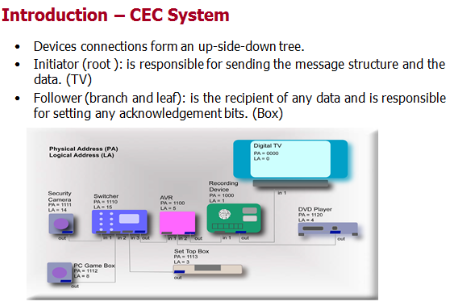 Introduction – CEC System
• Devices connections form an up-side-down tree.
• Initiator (root ): is responsible for sending the message structure and the
data. (TV)
• Follower (branch and leaf): is the recipient of any data and is responsible
for setting any acknowledgement bits. (Box)
Physical Address (PA)
Logical Address (LA)
Digital TV
PA = 0000
LA = 0
in 1
Security
Camera
PA = 1111
LA = 14
out
Switcher
PA = 1110
LA = 15
in 1 in 2 in 3 out
AVR
PA = 1100
LA = 5
in 1 in 2 out
Recording
Device
PA = 1000
LA = 1
in 1 out
DVD Player
PA = 1120
LA = 4
out
PC Game Box
PA = 1112
out
Set Top Box
PA = 1113
LA = 3
out